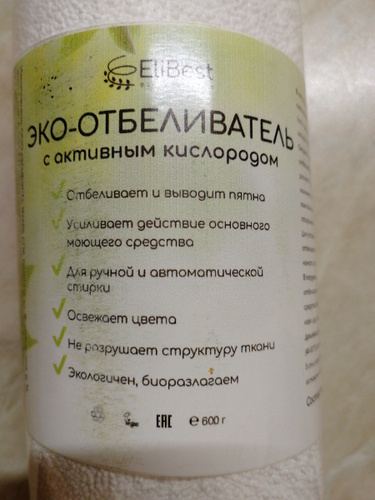 EliBest
ЭКО-ОТБЕЛИВАТЕЛЬ
с активным кислородом
Отбеливает и выводит пятна
Усиливает действие основного
моющего средства
Для ручной и автоматической
стирки
Освежает цвета
Не разрушает структуру ткани
Экологичен, биоразлагаем
Vegan
EAC
℮ 600 г